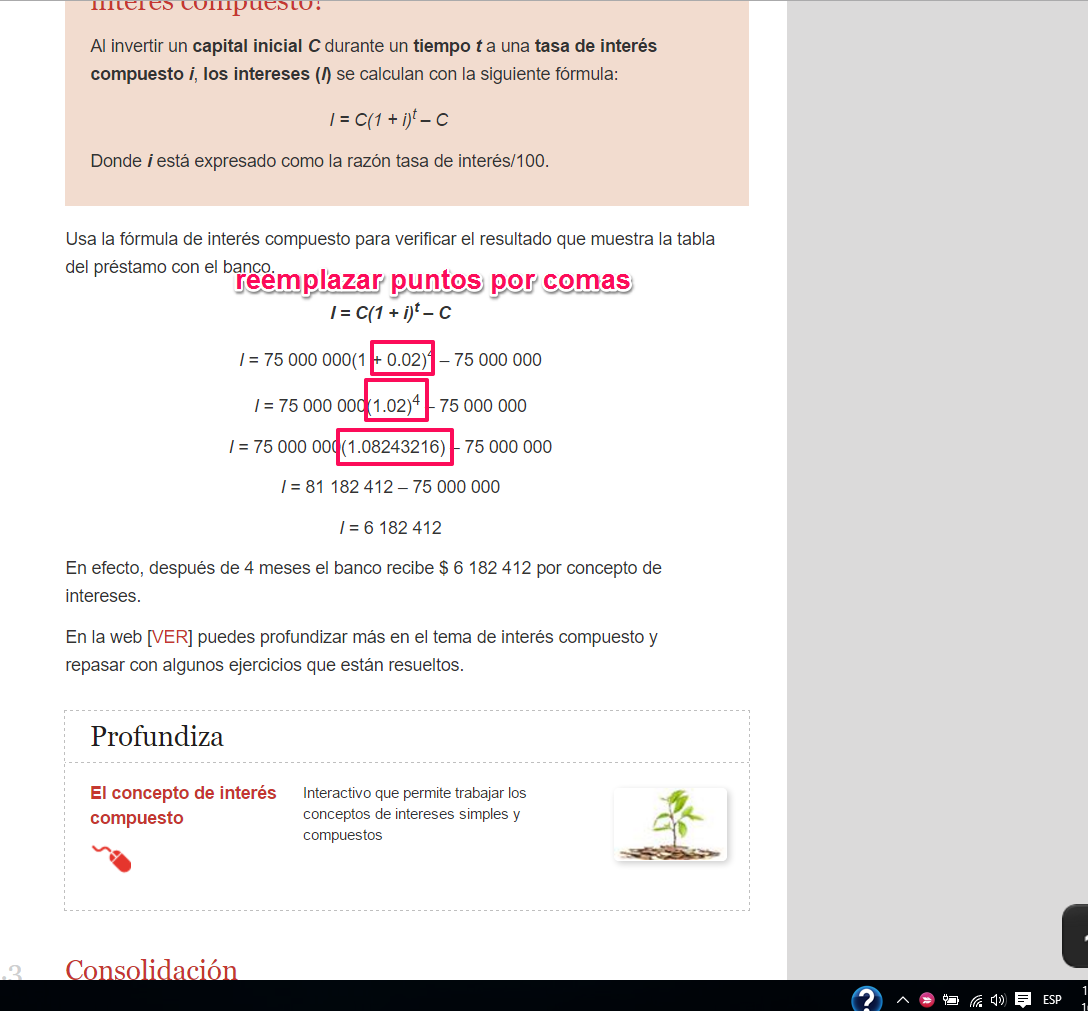 interés compuesto?
Al invertir un capital inicial C durante un tiempo t a una tasa de interés
compuesto i, los intereses (I) se calculan con la siguiente fórmula:
I = C(1 + i)^t – C
Donde i está expresado como la razón tasa de interés/100.
Usa la fórmula de interés compuesto para verificar el resultado que muestra la tabla
del préstamo con el banco.
reemplazar puntos por comas
I = C(1 + i)^t – C
I = 75 000 000(1 + 0.02)^4 – 75 000 000
I = 75 000 000(1.02)^4 – 75 000 000
I = 75 000 000(1.08243216) – 75 000 000
I = 81 182 412 – 75 000 000
I = 6 182 412
En efecto, después de 4 meses el banco recibe $ 6 182 412 por concepto de
intereses.
En la web [VER] puedes profundizar más en el tema de interés compuesto y
repasar con algunos ejercicios que están resueltos.
Profundiza
El concepto de interés
compuesto
Interactivo que permite trabajar los
conceptos de intereses simples y
compuestos
.3 Consolidación
? ESP